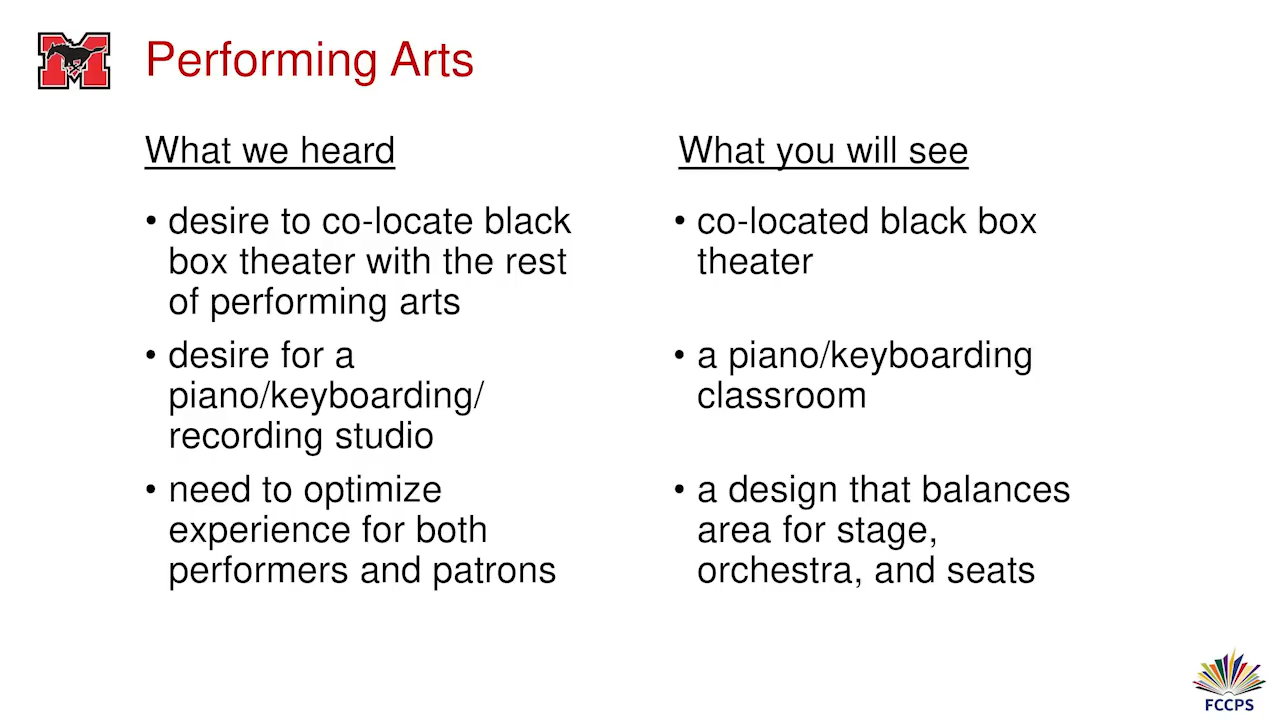 M
Performing Arts
What we heard
• desire to co-locate black
box theater with the rest
of performing arts
• desire for a
piano/keyboarding/
recording studio
• need to optimize
experience for both
performers and patrons
What you will see
• co-located black box
theater
• a piano/keyboarding
classroom
• a design that balances
area for stage,
orchestra, and seats
FCCPS